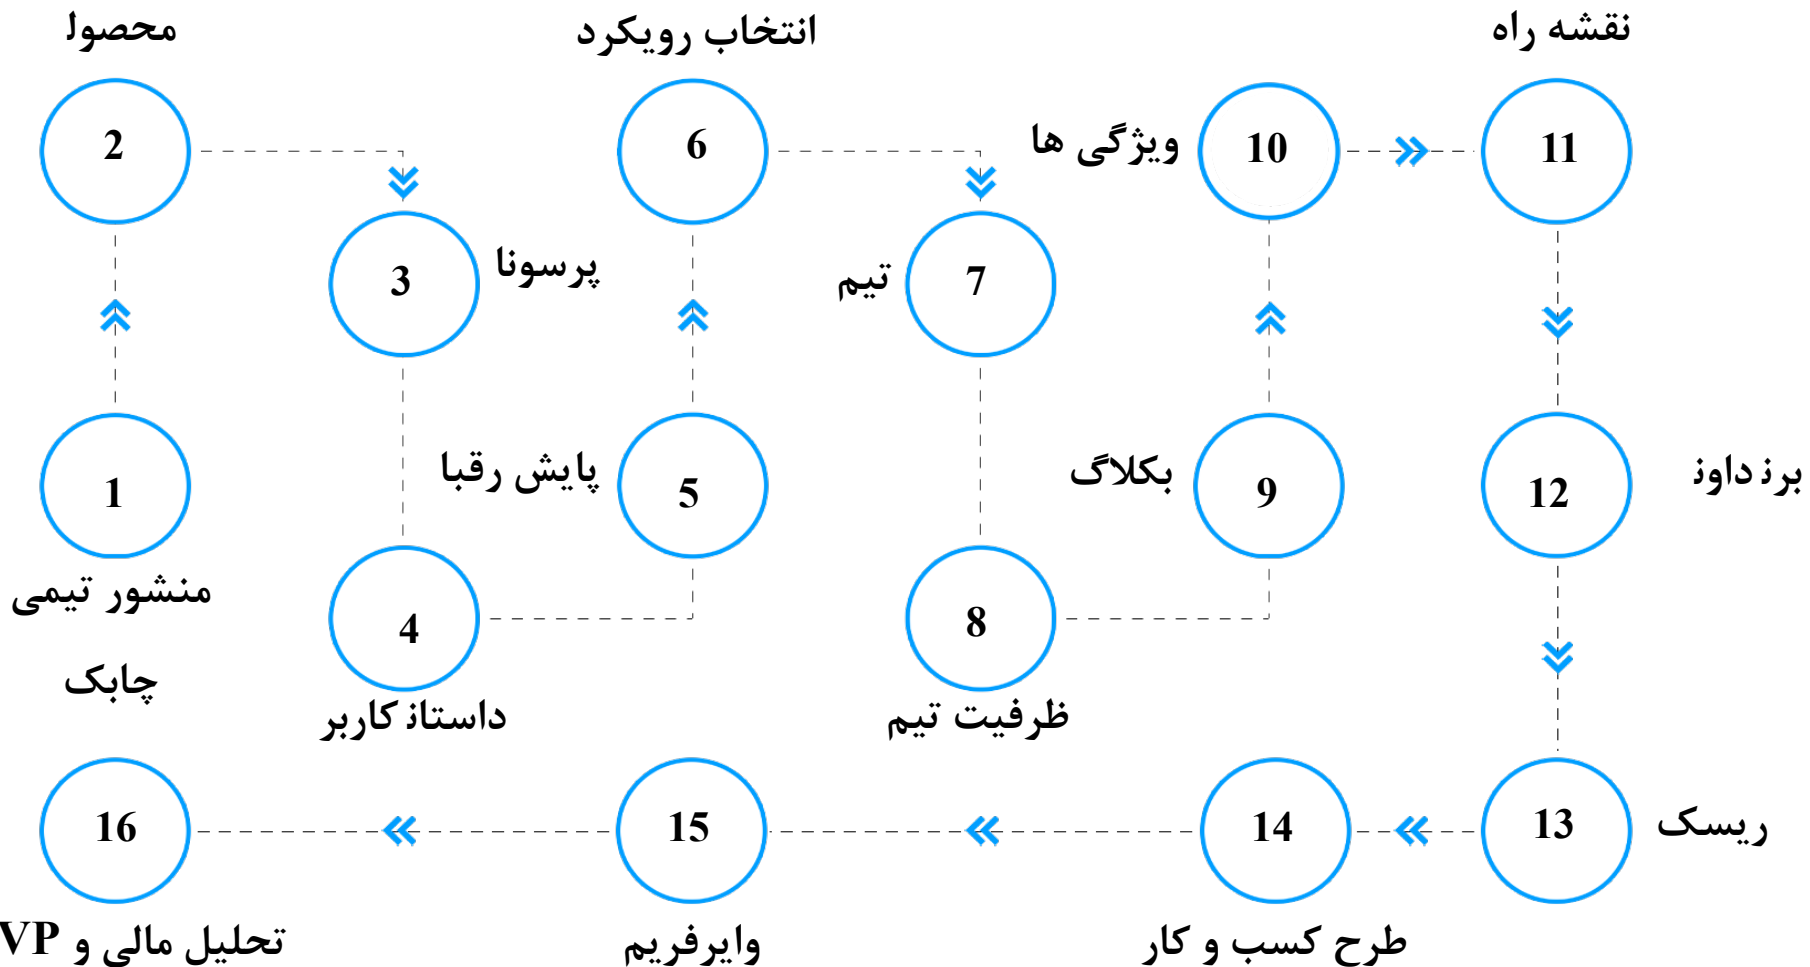 محصول
2
انتخاب رویکرد
6
ویژگی ها
10
نقشه راه
11
پرسونا
3
تیم
7
منشور تیمی
چابک
1
پایش رقبا
5
بکلاگ
9
برن داون
12
داستان کاربر
4
ظرفیت تیم
8
ریسک
13
طرح کسب و کار
14
وایرفریم
15
تحلیل مالی و VP
16